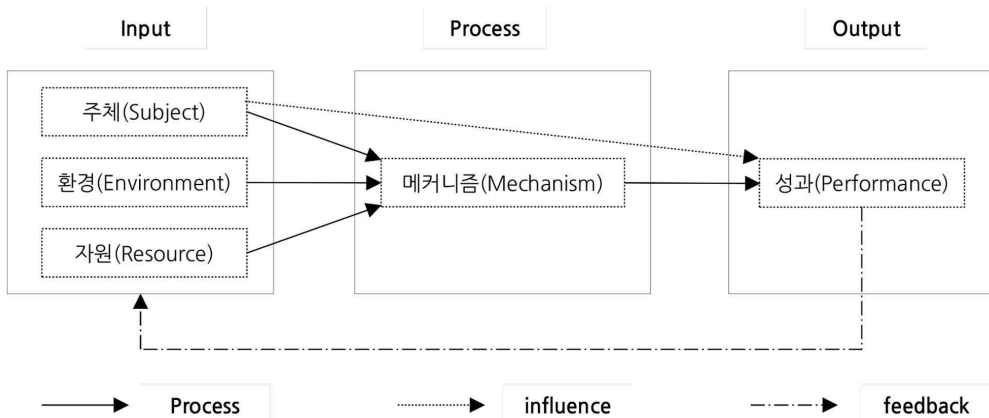 Input
Process
Output
주체(Subject)
환경(Environment)
메커니즘(Mechanism)
성과(Performance)
자원(Resource)
Process
influence
feedback